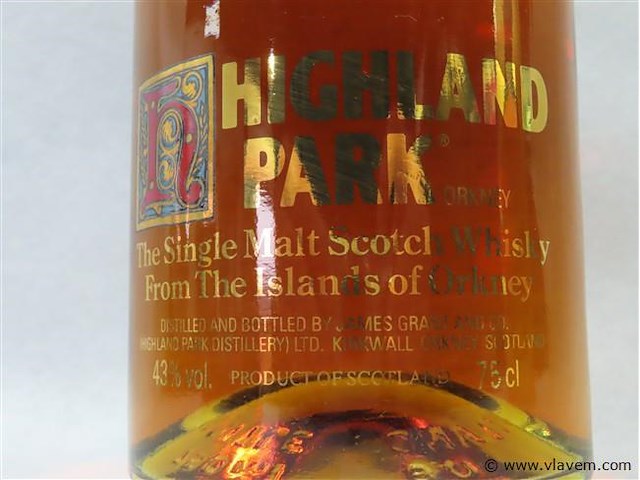 h HIGHLAND
PARK®
ORKNEY
The Single Malt Scotch Whisky
From The Islands of Orkney
DISTILLED AND BOTTLED BY JAMES GRANT AND CO.
(HIGHLAND PARK DISTILLERY) LTD. KIRKWALL ORKNEY SCOTLAND
43% vol. PRODUCT OF SCOTLAND 75 cl
© www.vlavem.com